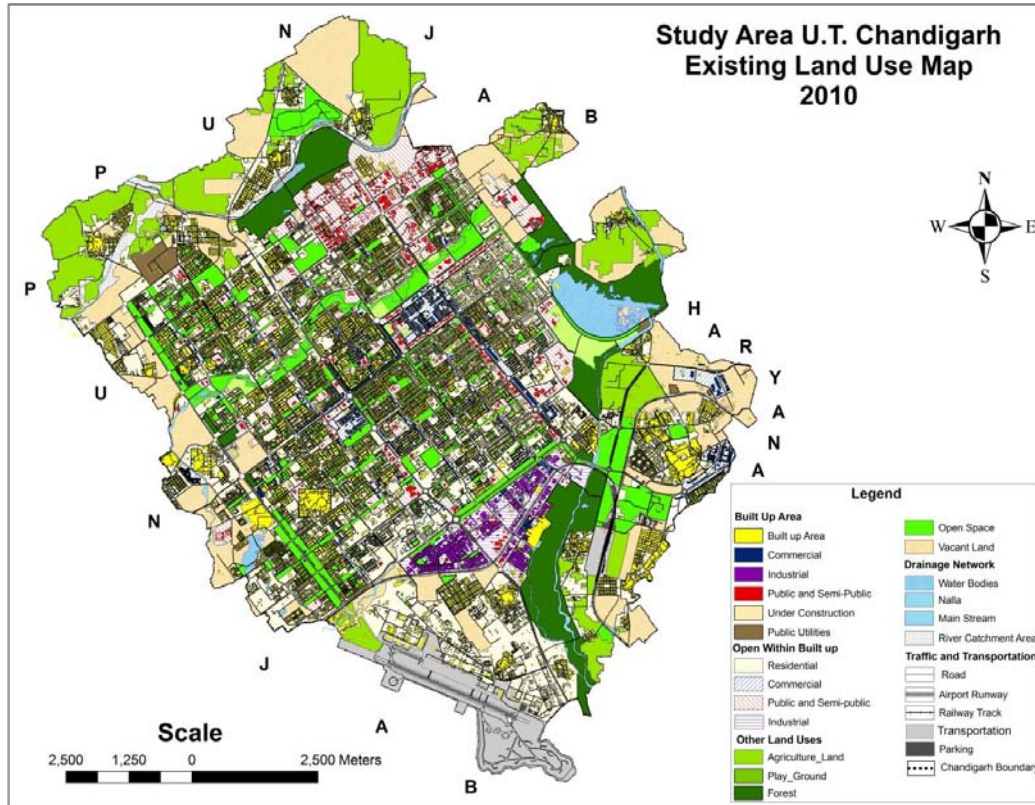 Study Area U.T. Chandigarh
Existing Land Use Map
2010
N
J
A
B
U
P
P
U
N
J
A
B
H
A
R
Y
A
N
A
N
W
E
S
Scale
2,500 1,250 0 2,500 Meters
Legend
Built Up Area
Built up Area
Commercial
Industrial
Public and Semi-Public
Under Construction
Public Utilities
Open Within Built up
Residential
Commercial
Public and Semi-public
Industrial
Other Land Uses
Agriculture_Land
Play_Ground
Forest
Open Space
Vacant Land
Drainage Network
Water Bodies
Nalla
Main Stream
River Catchment Area
Traffic and Transportation
Road
Airport Runway
Railway Track
Transportation
Parking
Chandigarh Boundary